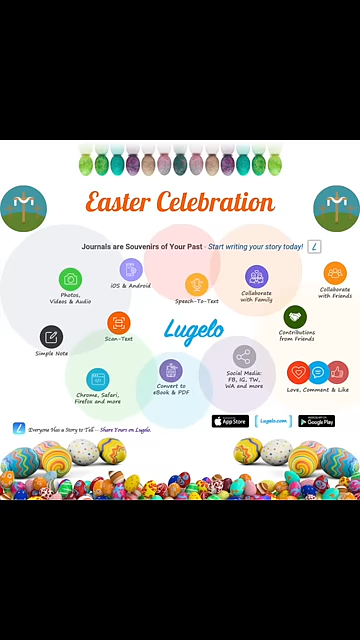 Easter Celebration
Journals are Souvenirs of Your Past - Start writing your story today!
Photos,
Videos & Audio
iOS & Android
Speech-To-Text
Collaborate
with Family
Collaborate
with Friends
Simple Note
Scan-Text
Lugelo
Contributions
from Friends
Chrome, Safari,
Firefox and more
Convert to
eBook & PDF
Social Media:
FB, IG, TW,
WA and more
Love, Comment & Like
Everyone Has a Story to Tell -- Share Yours on Lugelo.
App Store
[ Lugelo.com ]
Google Play